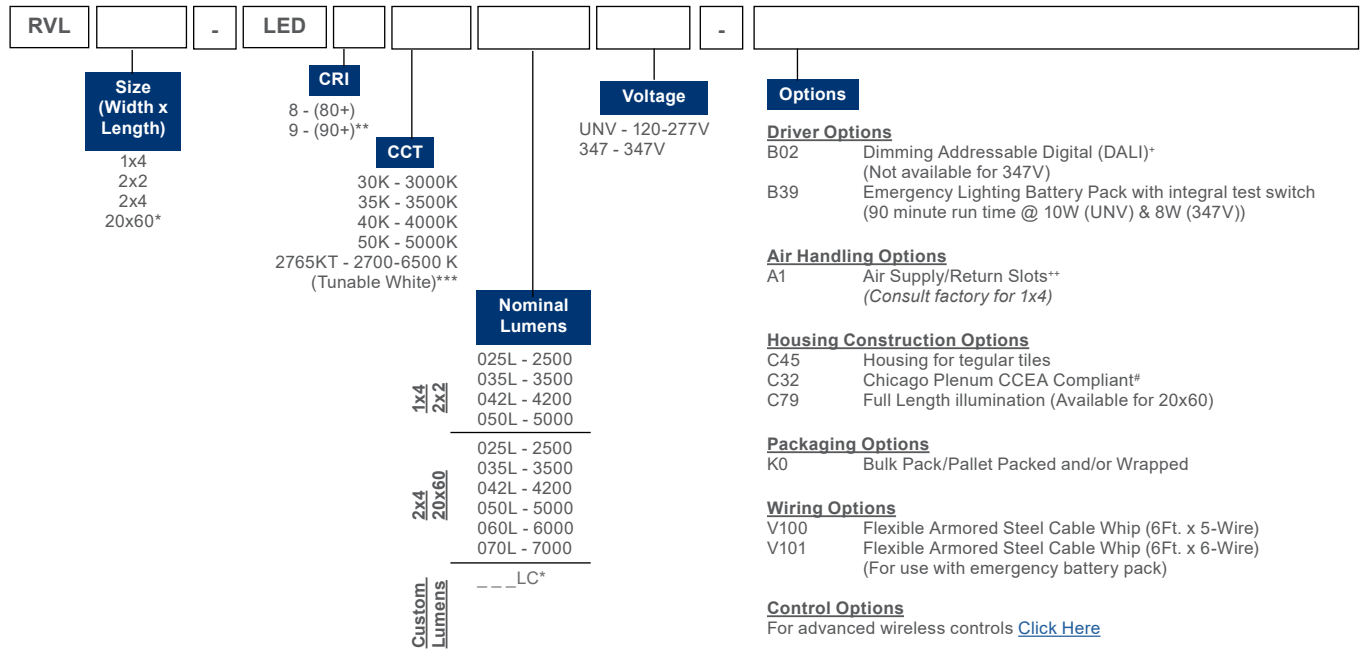 RVL - LED -
Size
(Width x
Length)
1x4
2x2
2x4
20x60*
CRI
8 - (80+)
9 - (90+)**
CCT
30K - 3000K
35K - 3500K
40K - 4000K
50K - 5000K
2765KT - 2700-6500 K
(Tunable White)***
Nominal
Lumens
1x4
2x2
025L - 2500
035L - 3500
042L - 4200
050L - 5000
2x4
20x60
025L - 2500
035L - 3500
042L - 4200
050L - 5000
060L - 6000
070L - 7000
Custom
Lumens
_ _ _LC*
Voltage
UNV - 120-277V
347 - 347V
Options
Driver Options
B02 Dimming Addressable Digital (DALI)+
(Not available for 347V)
B39 Emergency Lighting Battery Pack with integral test switch
(90 minute run time @ 10W (UNV) & 8W (347V))
Air Handling Options
A1 Air Supply/Return Slots++
(Consult factory for 1x4)
Housing Construction Options
C45 Housing for tegular tiles
C32 Chicago Plenum CCEA Compliant#
C79 Full Length illumination (Available for 20x60)
Packaging Options
K0 Bulk Pack/Pallet Packed and/or Wrapped
Wiring Options
V100 Flexible Armored Steel Cable Whip (6Ft. x 5-Wire)
V101 Flexible Armored Steel Cable Whip (6Ft. x 6-Wire)
(For use with emergency battery pack)
Control Options
For advanced wireless controls Click Here